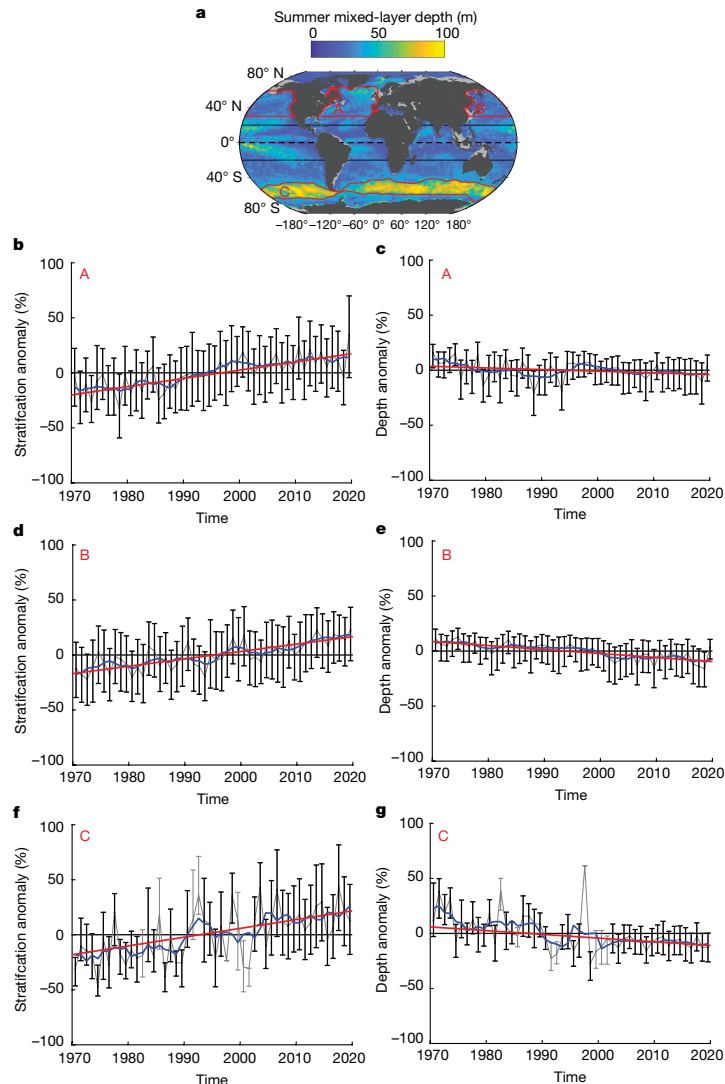 a
Summer mixed-layer depth (m)
0 50 100
80° N
40° N
0°
40° S
80° S
A
B
C
−180° −120° −60° 0° 60° 120° 180°
b
A
Stratifcation anomaly (%)
100
50
0
−50
−100
1970 1980 1990 2000 2010 2020
Time
c
A
Depth anomaly (%)
100
50
0
−50
−100
1970 1980 1990 2000 2010 2020
Time
d
B
Stratifcation anomaly (%)
100
50
0
−50
−100
1970 1980 1990 2000 2010 2020
Time
e
B
Depth anomaly (%)
100
50
0
−50
−100
1970 1980 1990 2000 2010 2020
Time
f
C
Stratifcation anomaly (%)
100
50
0
−50
−100
1970 1980 1990 2000 2010 2020
Time
g
C
Depth anomaly (%)
100
50
0
−50
−100
1970 1980 1990 2000 2010 2020
Time